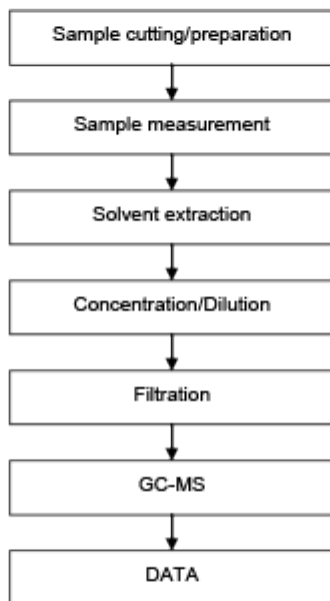 Sample cutting/preparation
Sample measurement
Solvent extraction
Concentration/Dilution
Filtration
GC-MS
DATA